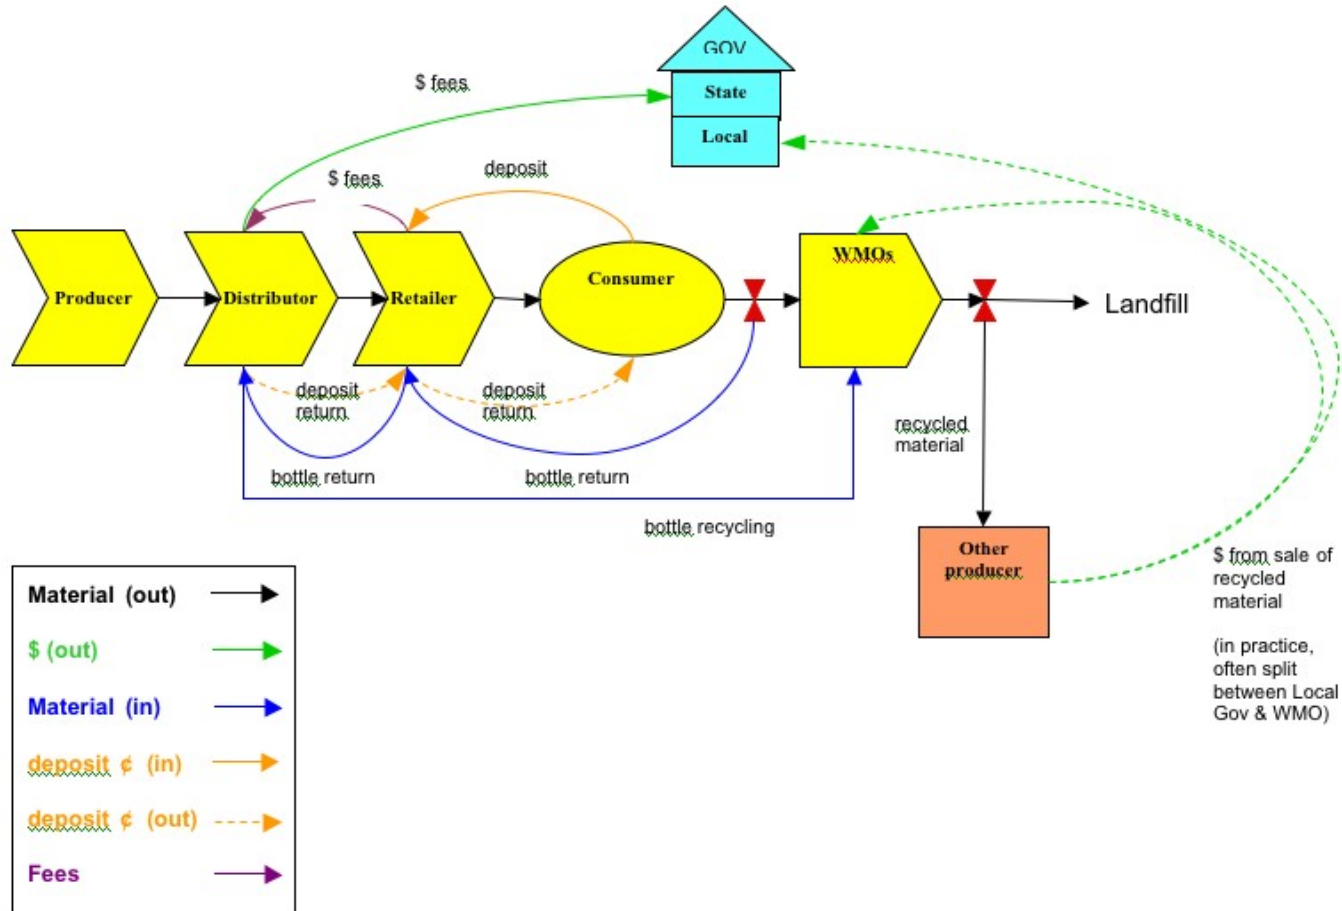 GOV
State
Local
$ fees
$ fees
deposit
Producer
Distributor
Retailer
Consumer
WMOs
Landfill
deposit
return
deposit
return
bottle return
bottle return
bottle recycling
recycled
material
Other
producer
$ from sale of
recycled
material
(in practice,
often split
between Local
Gov & WMO)
Material (out)
$ (out)
Material (in)
deposit ¢ (in)
deposit ¢ (out)
Fees